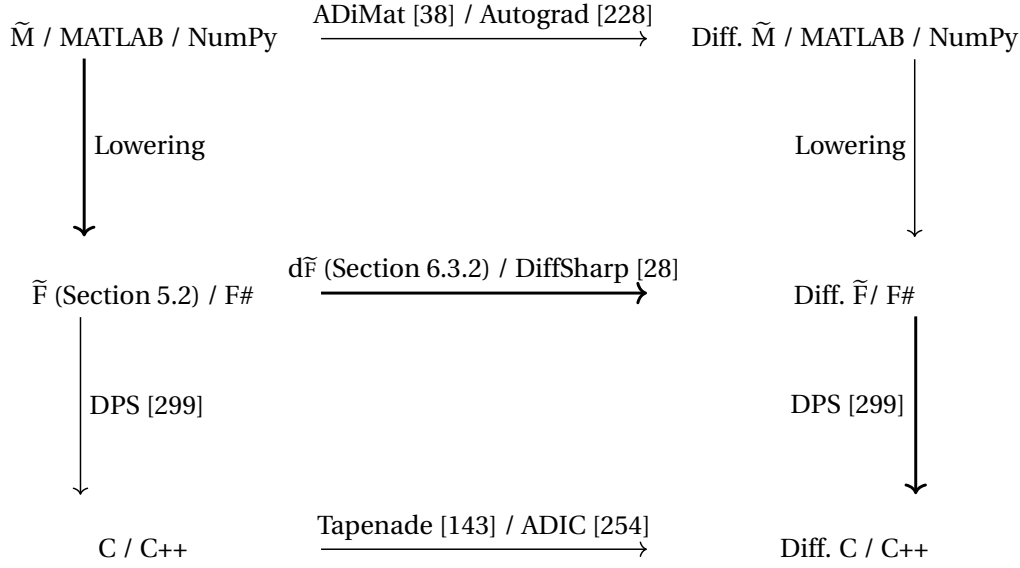 ADiMat [38] / Autograd [228]
M̃ / MATLAB / NumPy
Diff. M̃ / MATLAB / NumPy
Lowering
Lowering
dF̃ (Section 6.3.2) / DiffSharp [28]
F̃ (Section 5.2) / F#
Diff. F̃/ F#
DPS [299]
DPS [299]
Tapenade [143] / ADIC [254]
C / C++
Diff. C / C++